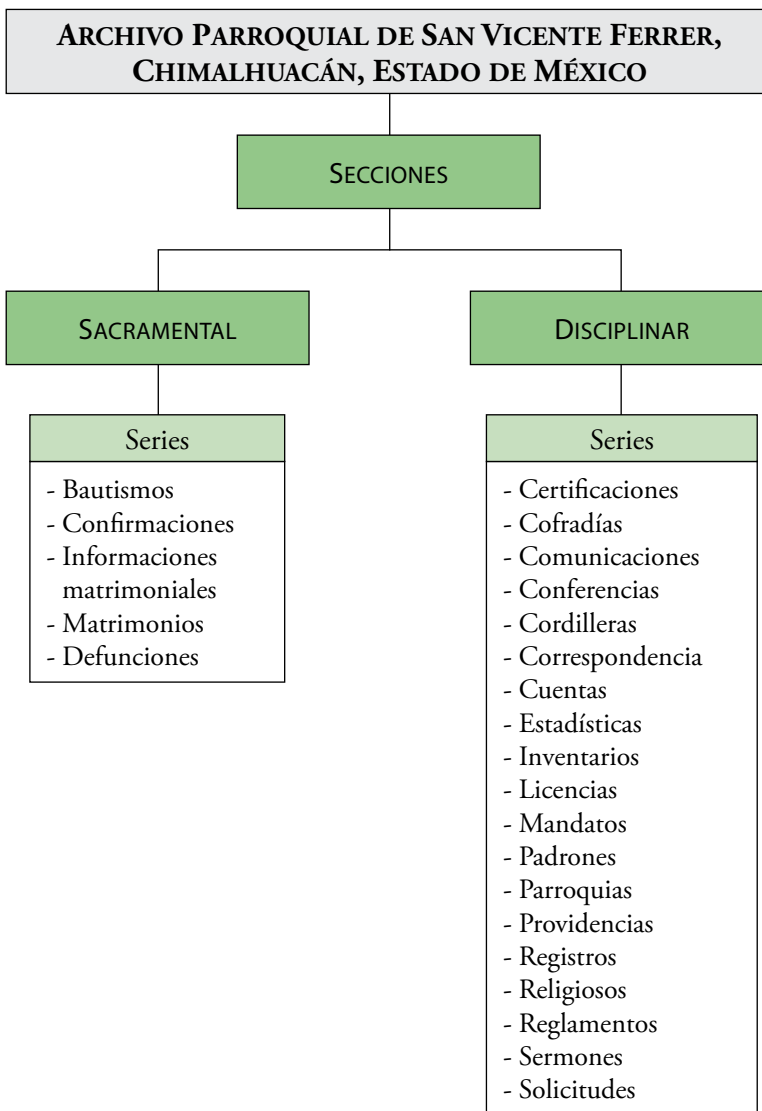 ARCHIVO PARROQUIAL DE SAN VICENTE FERRER,
CHIMALHUACÁN, ESTADO DE MÉXICO
SECCIONES
SACRAMENTAL
Series
- Bautismos
- Confirmaciones
- Informaciones
matrimoniales
- Matrimonios
- Defunciones
DISCIPLINAR
Series
- Certificaciones
- Cofradías
- Comunicaciones
- Conferencias
- Cordilleras
- Correspondencia
- Cuentas
- Estadísticas
- Inventarios
- Licencias
- Mandatos
- Padrones
- Parroquias
- Providencias
- Registros
- Religiosos
- Reglamentos
- Sermones
- Solicitudes